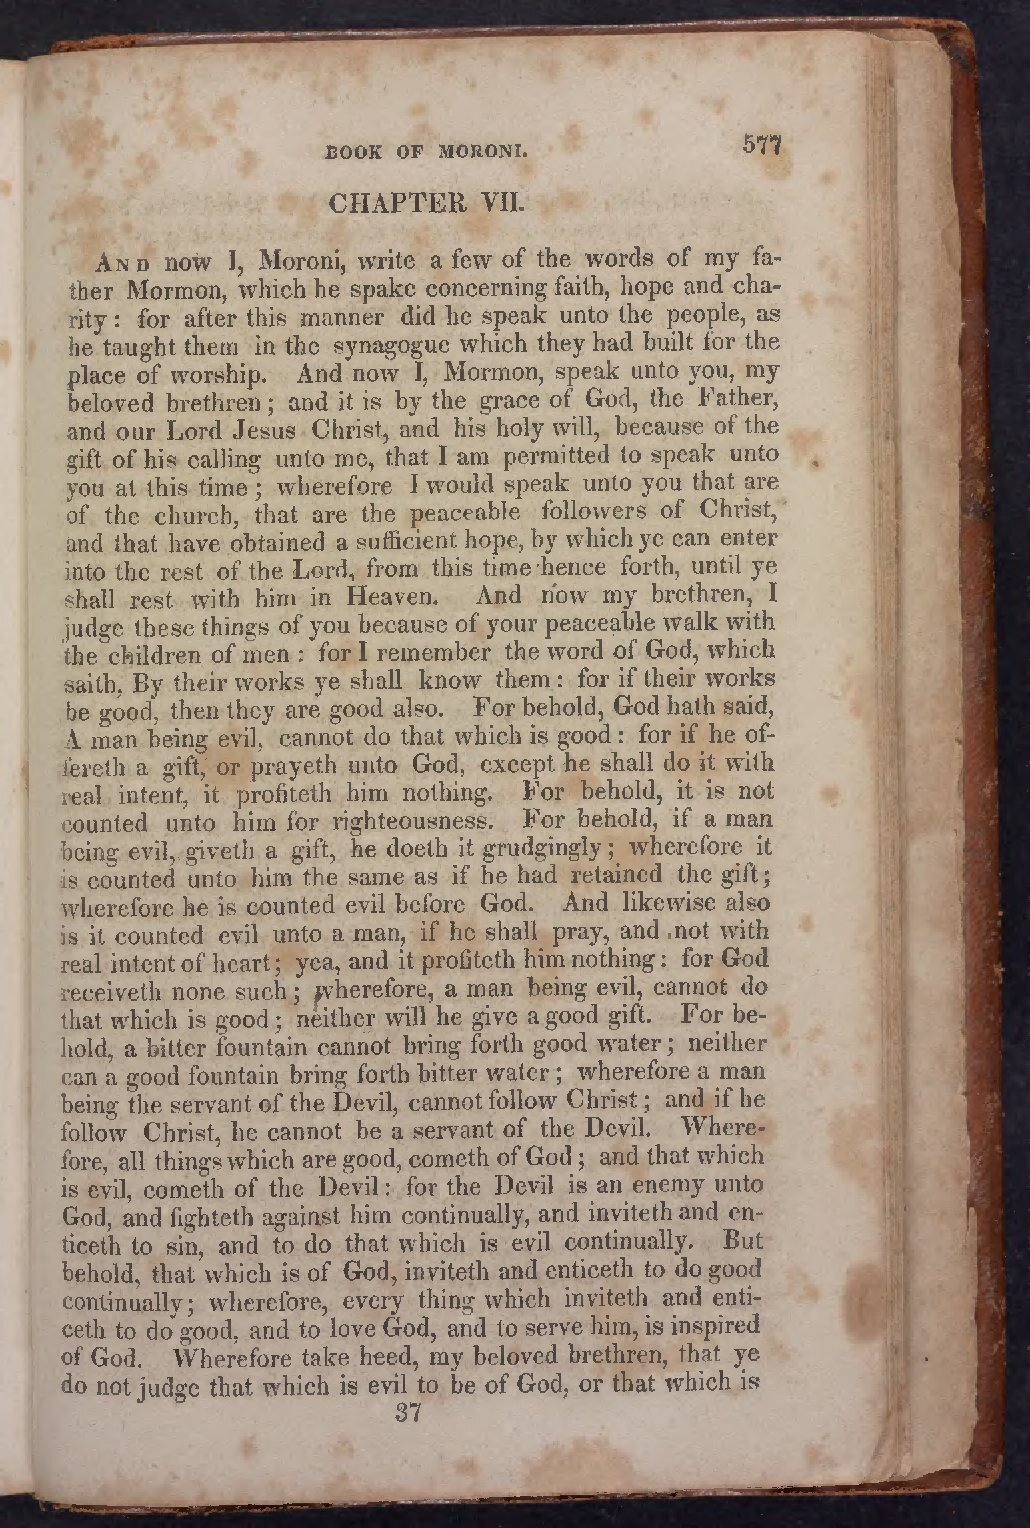 BOOK OF MORONI. 577
CHAPTER VII.
AND now I, Moroni, write a few of the words of my fa-
ther Mormon, which he spake concerning faith, hope and cha-
rity: for after this manner did he speak unto the people, as
he taught them in the synagogue which they had built for the
place of worship. And now I, Mormon, speak unto you, my
beloved brethren; and it is by the grace of God, the Father,
and our Lord Jesus Christ, and his holy will, because of the
gift of his calling unto me, that I am permitted to speak unto
you at this time; wherefore I would speak unto you that are
of the church, that are the peaceable followers of Christ,
and that have obtained a sufficient hope, by which ye can enter
into the rest of the Lord, from this time hence forth, until ye
shall rest with him in Heaven. And now my brethren, I
judge these things of you because of your peaceable walk with
the children of men: for I remember the word of God, which
saith, By their works ye shall know them: for if their works
be good, then they are good also. For behold, God hath said,
A man being evil, cannot do that which is good: for if he of-
fereth a gift, or prayeth unto God, except he shall do it with
real intent, it profiteth him nothing. For behold, it is not
counted unto him for righteousness. For behold, if a man
being evil, giveth a gift, he doeth it grudgingly; wherefore it
is counted unto him the same as if he had retained the gift;
wherefore he is counted evil before God. And likewise also
is it counted evil unto a man, if he shall pray, and not with
real intent of heart; yea, and it profiteth him nothing: for God
receiveth none such; wherefore, a man being evil, cannot do
that which is good; neither will he give a good gift. For be-
hold, a bitter fountain cannot bring forth good water; neither
can a good fountain bring forth bitter water; wherefore a man
being the servant of the Devil, cannot follow Christ; and if he
follow Christ, he cannot be a servant of the Devil. Where-
fore, all things which are good, cometh of God; and that which
is evil, cometh of the Devil: for the Devil is an enemy unto
God, and fighteth against him continually, and inviteth and en-
ticeth to sin, and to do that which is evil continually. But
behold, that which is of God, inviteth and enticeth to do good
continually; wherefore, every thing which inviteth and enti-
ceth to do good, and to love God, and to serve him, is inspired
of God. Wherefore take heed, my beloved brethren, that ye
do not judge that which is evil to be of God, or that which is
37